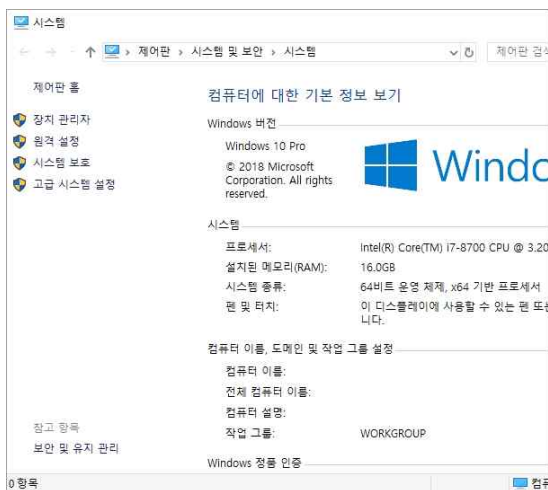 시스템
제어판 › 시스템 및 보안 › 시스템
제어판 검색
제어판 홈
장치 관리자
원격 설정
시스템 보호
고급 시스템 설정
컴퓨터에 대한 기본 정보 보기
Windows 버전
Windows 10 Pro
© 2018 Microsoft
Corporation. All rights
reserved.
Windo
시스템
프로세서: Intel(R) Core(TM) i7-8700 CPU @ 3.20
설치된 메모리(RAM): 16.0GB
시스템 종류: 64비트 운영 체제, x64 기반 프로세서
펜 및 터치: 이 디스플레이에 사용할 수 있는 펜 또는
니다.
컴퓨터 이름, 도메인 및 작업 그룹 설정
컴퓨터 이름:
전체 컴퓨터 이름:
컴퓨터 설명:
작업 그룹: WORKGROUP
Windows 정품 인증
참고 항목
보안 및 유지 관리
0 항목
컴퓨